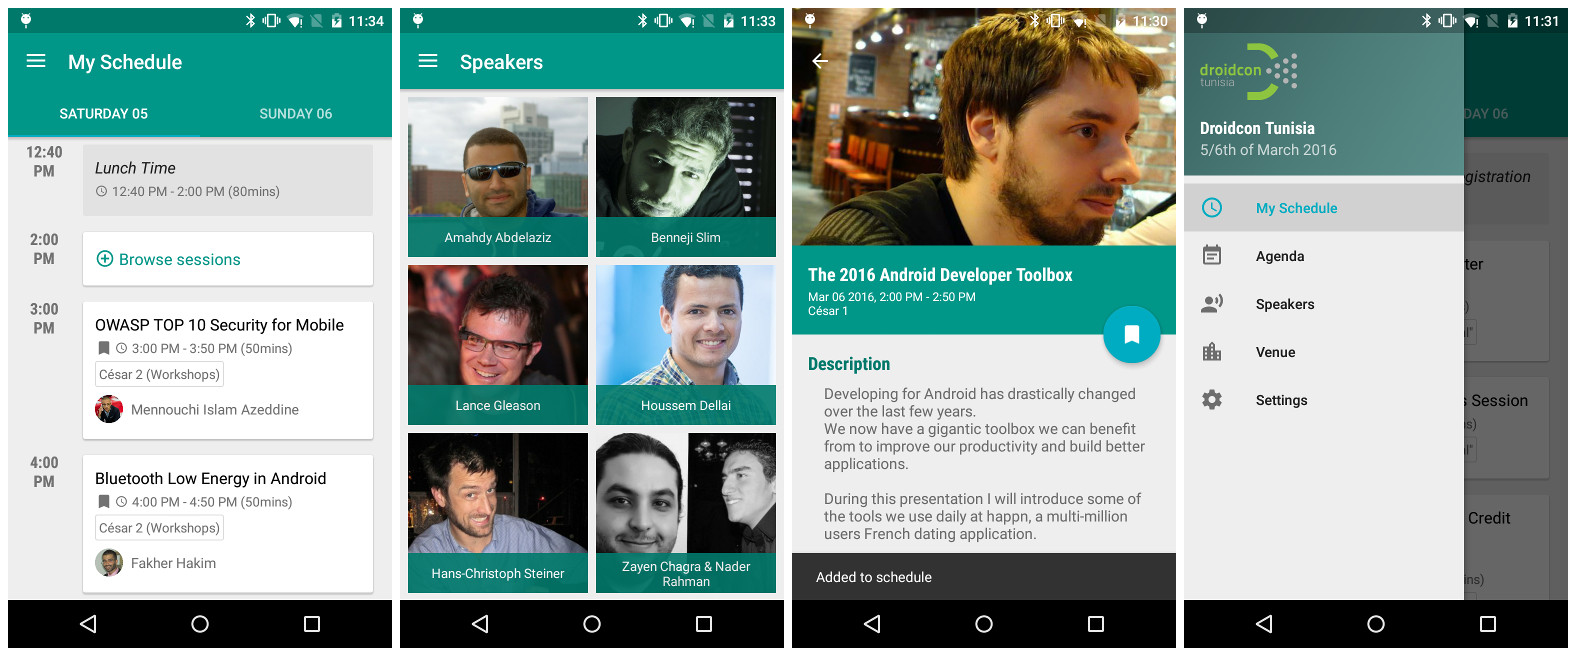 11:34
My Schedule
SATURDAY 05
SUNDAY 06
12:40
PM
Lunch Time
12:40 PM - 2:00 PM (80mins)
2:00
PM
Browse sessions
3:00
PM
OWASP TOP 10 Security for Mobile
3:00 PM - 3:50 PM (50mins)
César 2 (Workshops)
Mennouchi Islam Azeddine
4:00
PM
Bluetooth Low Energy in Android
4:00 PM - 4:50 PM (50mins)
César 2 (Workshops)
Fakher Hakim
11:33
Speakers
Amahdy Abdelaziz
Benneji Slim
Lance Gleason
Houssem Dellai
Hans-Christoph Steiner
Zayen Chagra & Nader
Rahman
11:30
The 2016 Android Developer Toolbox
Mar 06 2016, 2:00 PM - 2:50 PM
César 1
Description
Developing for Android has drastically changed
over the last few years.
We now have a gigantic toolbox we can benefit
from to improve our productivity and build better
applications.
During this presentation I will introduce some of
the tools we use daily at happn, a multi-million
users French dating application.
Added to schedule
11:31
droidcon
tunisia
Droidcon Tunisia
5/6th of March 2016
DAY 06
gistration
My Schedule
Agenda
ter
Speakers
Venue
Settings
s Session
Credit
ins)